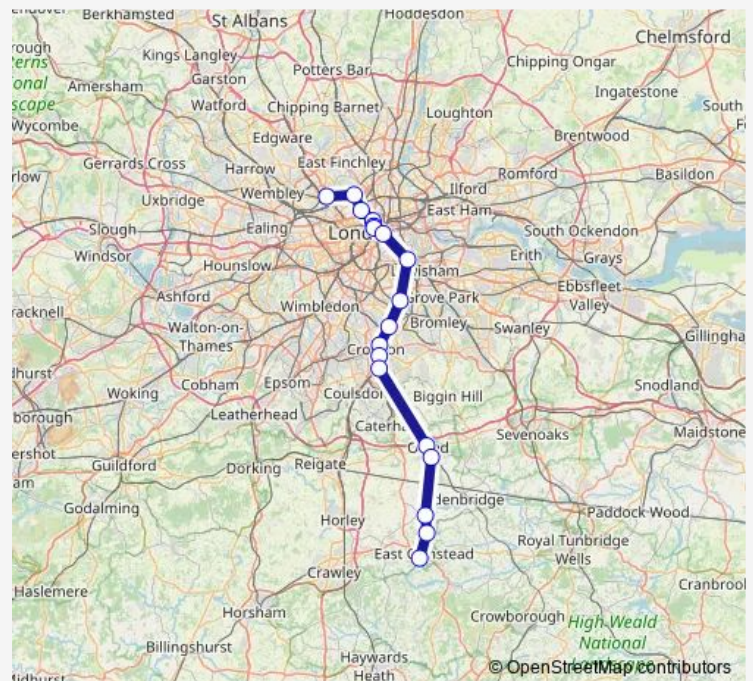 Berkhamsted
St Albans
Hoddesdon
Chelmsford
Kings Langley
Potters Bar
Chipping Ongar
Amersham
Garston
Ingatestone
Watford
Chipping Barnet
Loughton
South
Wycombe
Edgware
Brentwood
Gerrards Cross
Harrow
East Finchley
Romford
Basildon
Wembley
Ilford
Uxbridge
East Ham
Slough
Ealing
South Ockendon
Windsor
Hounslow
Erith
Grays
Ashford
Wimbledon
Grove Park
Ebbsfleet
Valley
Bromley
Swanley
Walton-on-
Thames
Cobham
Epsom
Coulsdon
Biggin Hill
Snodland
Woking
Leatherhead
Sevenoaks
Maidstone
Guildford
Dorking
Reigate
Godalming
Horley
Paddock Wood
Royal Tunbridge
Wells
Crawley
Haslemere
Horsham
Crowborough
High Weald
National
Billingshurst
Haywards
Heath
© OpenStreetMap contributors